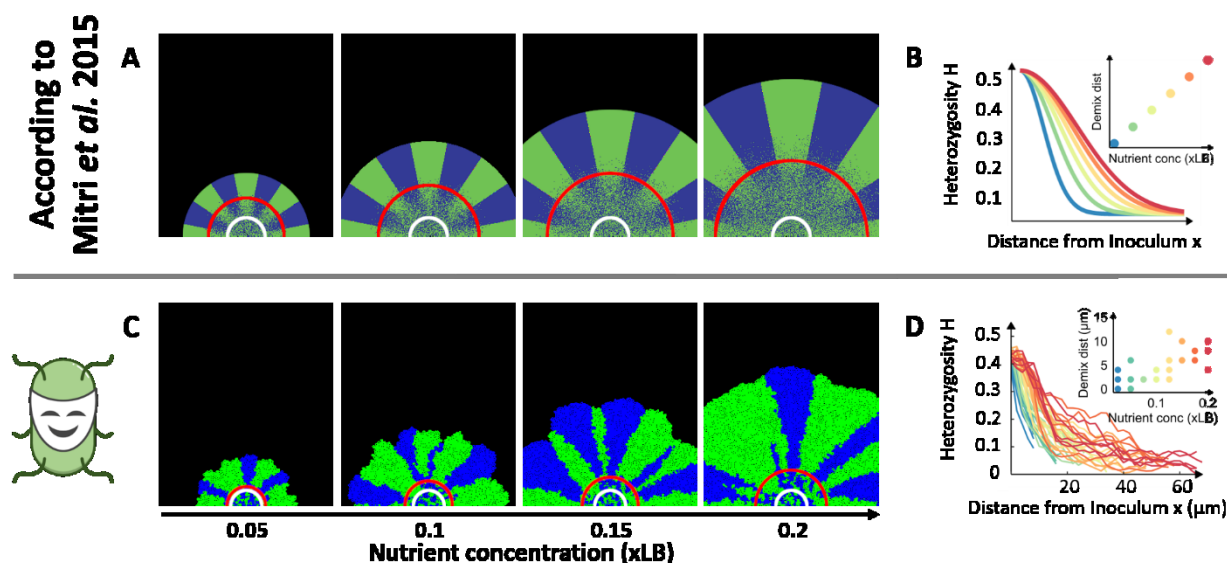 According to
Mitri et al. 2015
A
B
Heterozygosity H
0.5
0.4
0.3
0.2
0.1
Demix dist
Nutrient conc (xLB)
Distance from Inoculum x
C
0.05
0.1
0.15
0.2
Nutrient concentration (xLB)
D
Heterozygosity H
0.5
0.4
0.3
0.2
0.1
0
20
40
60
Demix dist (µm)
15
10
5
0
0.1
0.2
Nutrient conc (xLB)
Distance from Inoculum x (µm)